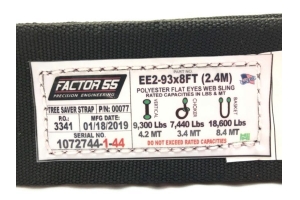 FACTOR 55
PRECISION ENGINEERING
PART NO.
EE2-93x8FT (2.4M)
POLYESTER FLAT EYES WEB SLING
RATED CAPACITIES IN LBS & MT
TREE SAVER STRAP P/N: 00077
P.O.: MFG DATE:
3341 01/18/2019
SERIAL NO.
1072744-1-44
VERTICAL CHOKER BASKET
9,300 Lbs 7,440 Lbs 18,600 Lbs
4.2 MT 3.4 MT 8.4 MT
DO NOT EXCEED RATED CAPACITIES